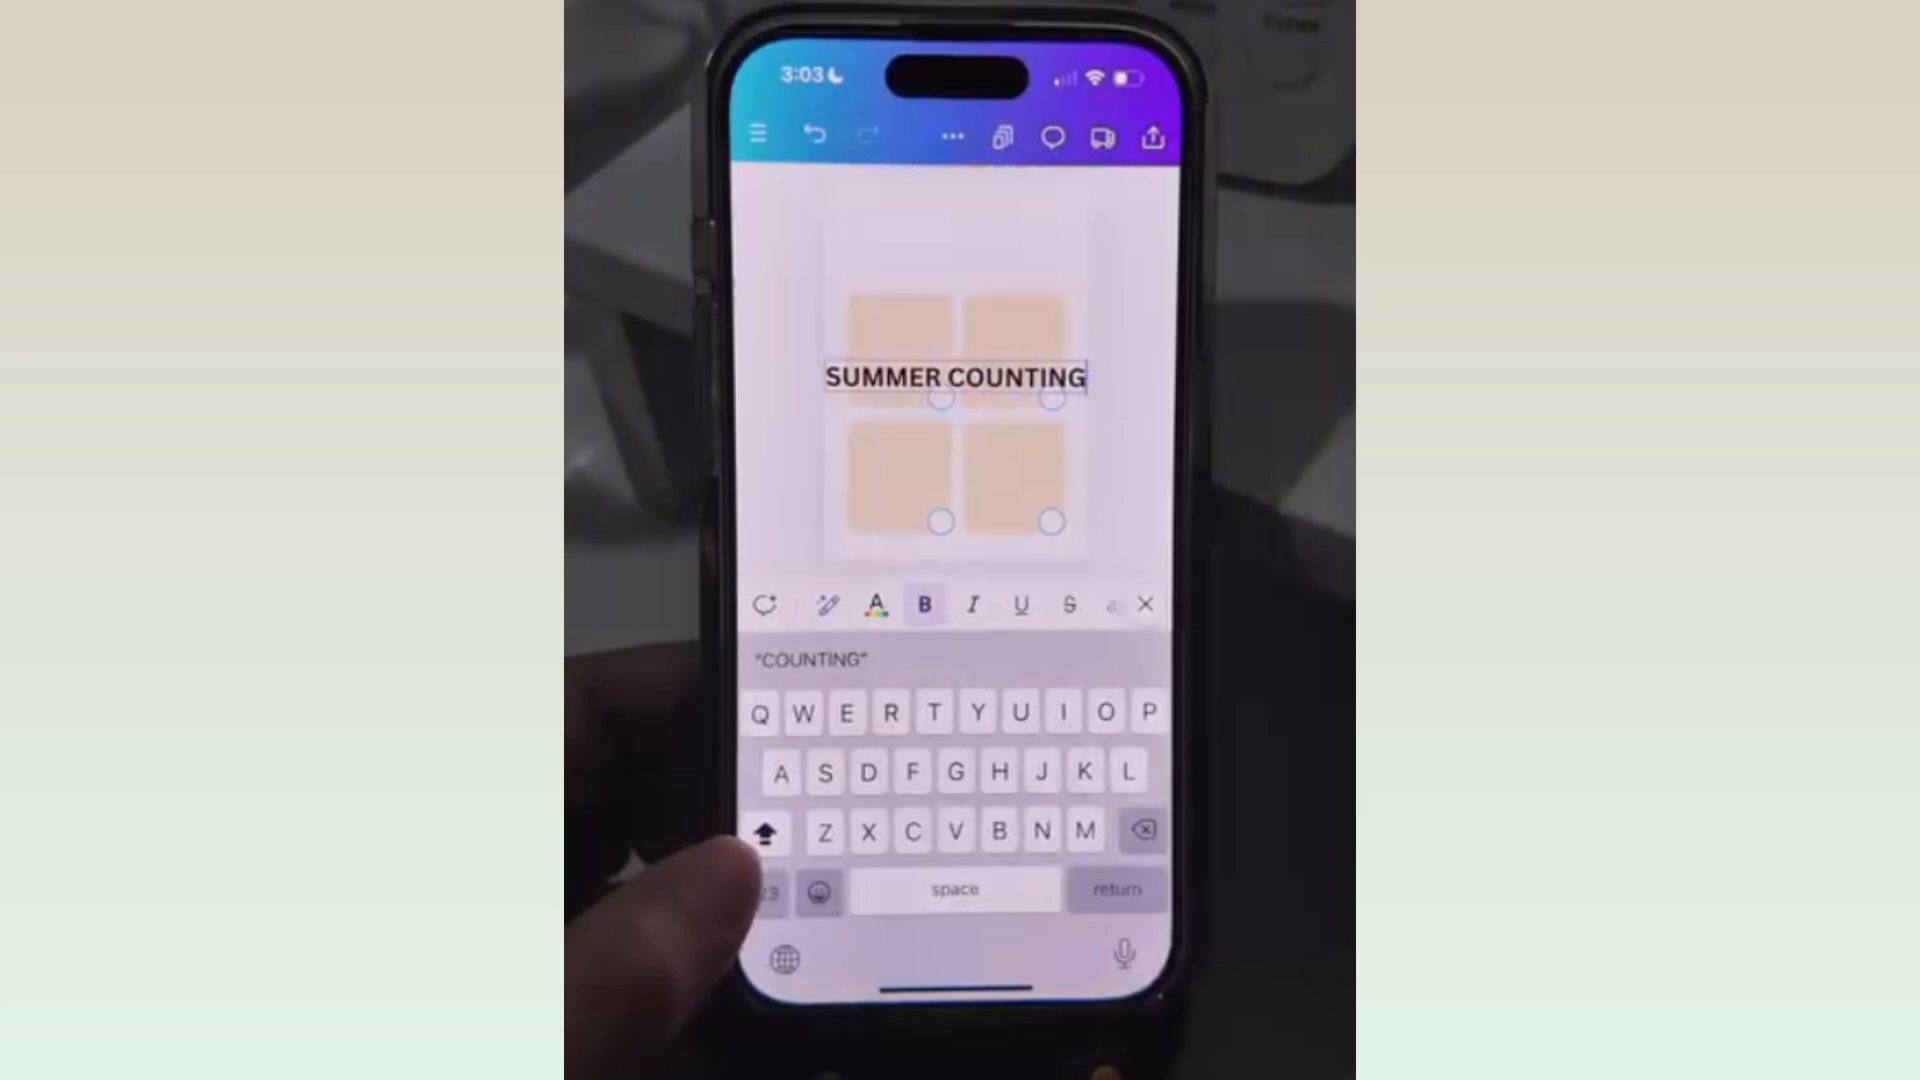 3:03
SUMMER COUNTING
A B I U S
"COUNTING"
Q W E R T Y U I O P
A S D F G H J K L
Z X C V B N M
space return